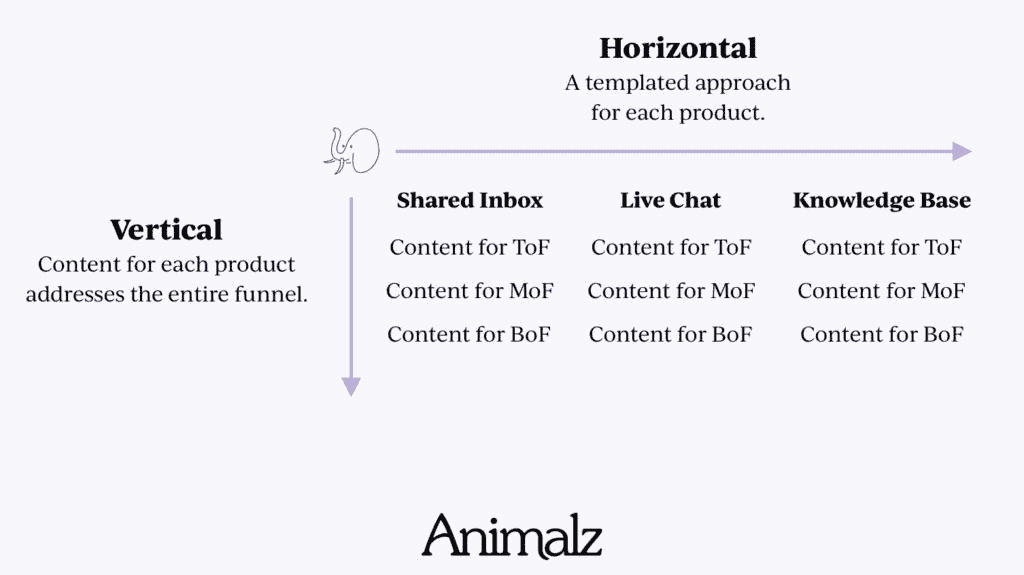 Horizontal
A templated approach
for each product.
Vertical
Content for each product
addresses the entire funnel.
Shared Inbox Live Chat Knowledge Base
Content for ToF Content for ToF Content for ToF
Content for MoF Content for MoF Content for MoF
Content for BoF Content for BoF Content for BoF
Animalz